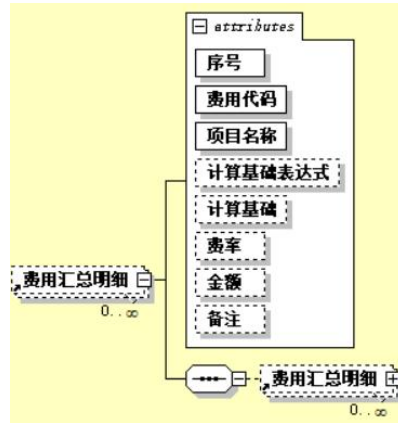 attributes
序号
费用代码
项目名称
计算基础表达式
计算基础
费率
金额
备注
费用汇总明细
0..∞
费用汇总明细
0..∞